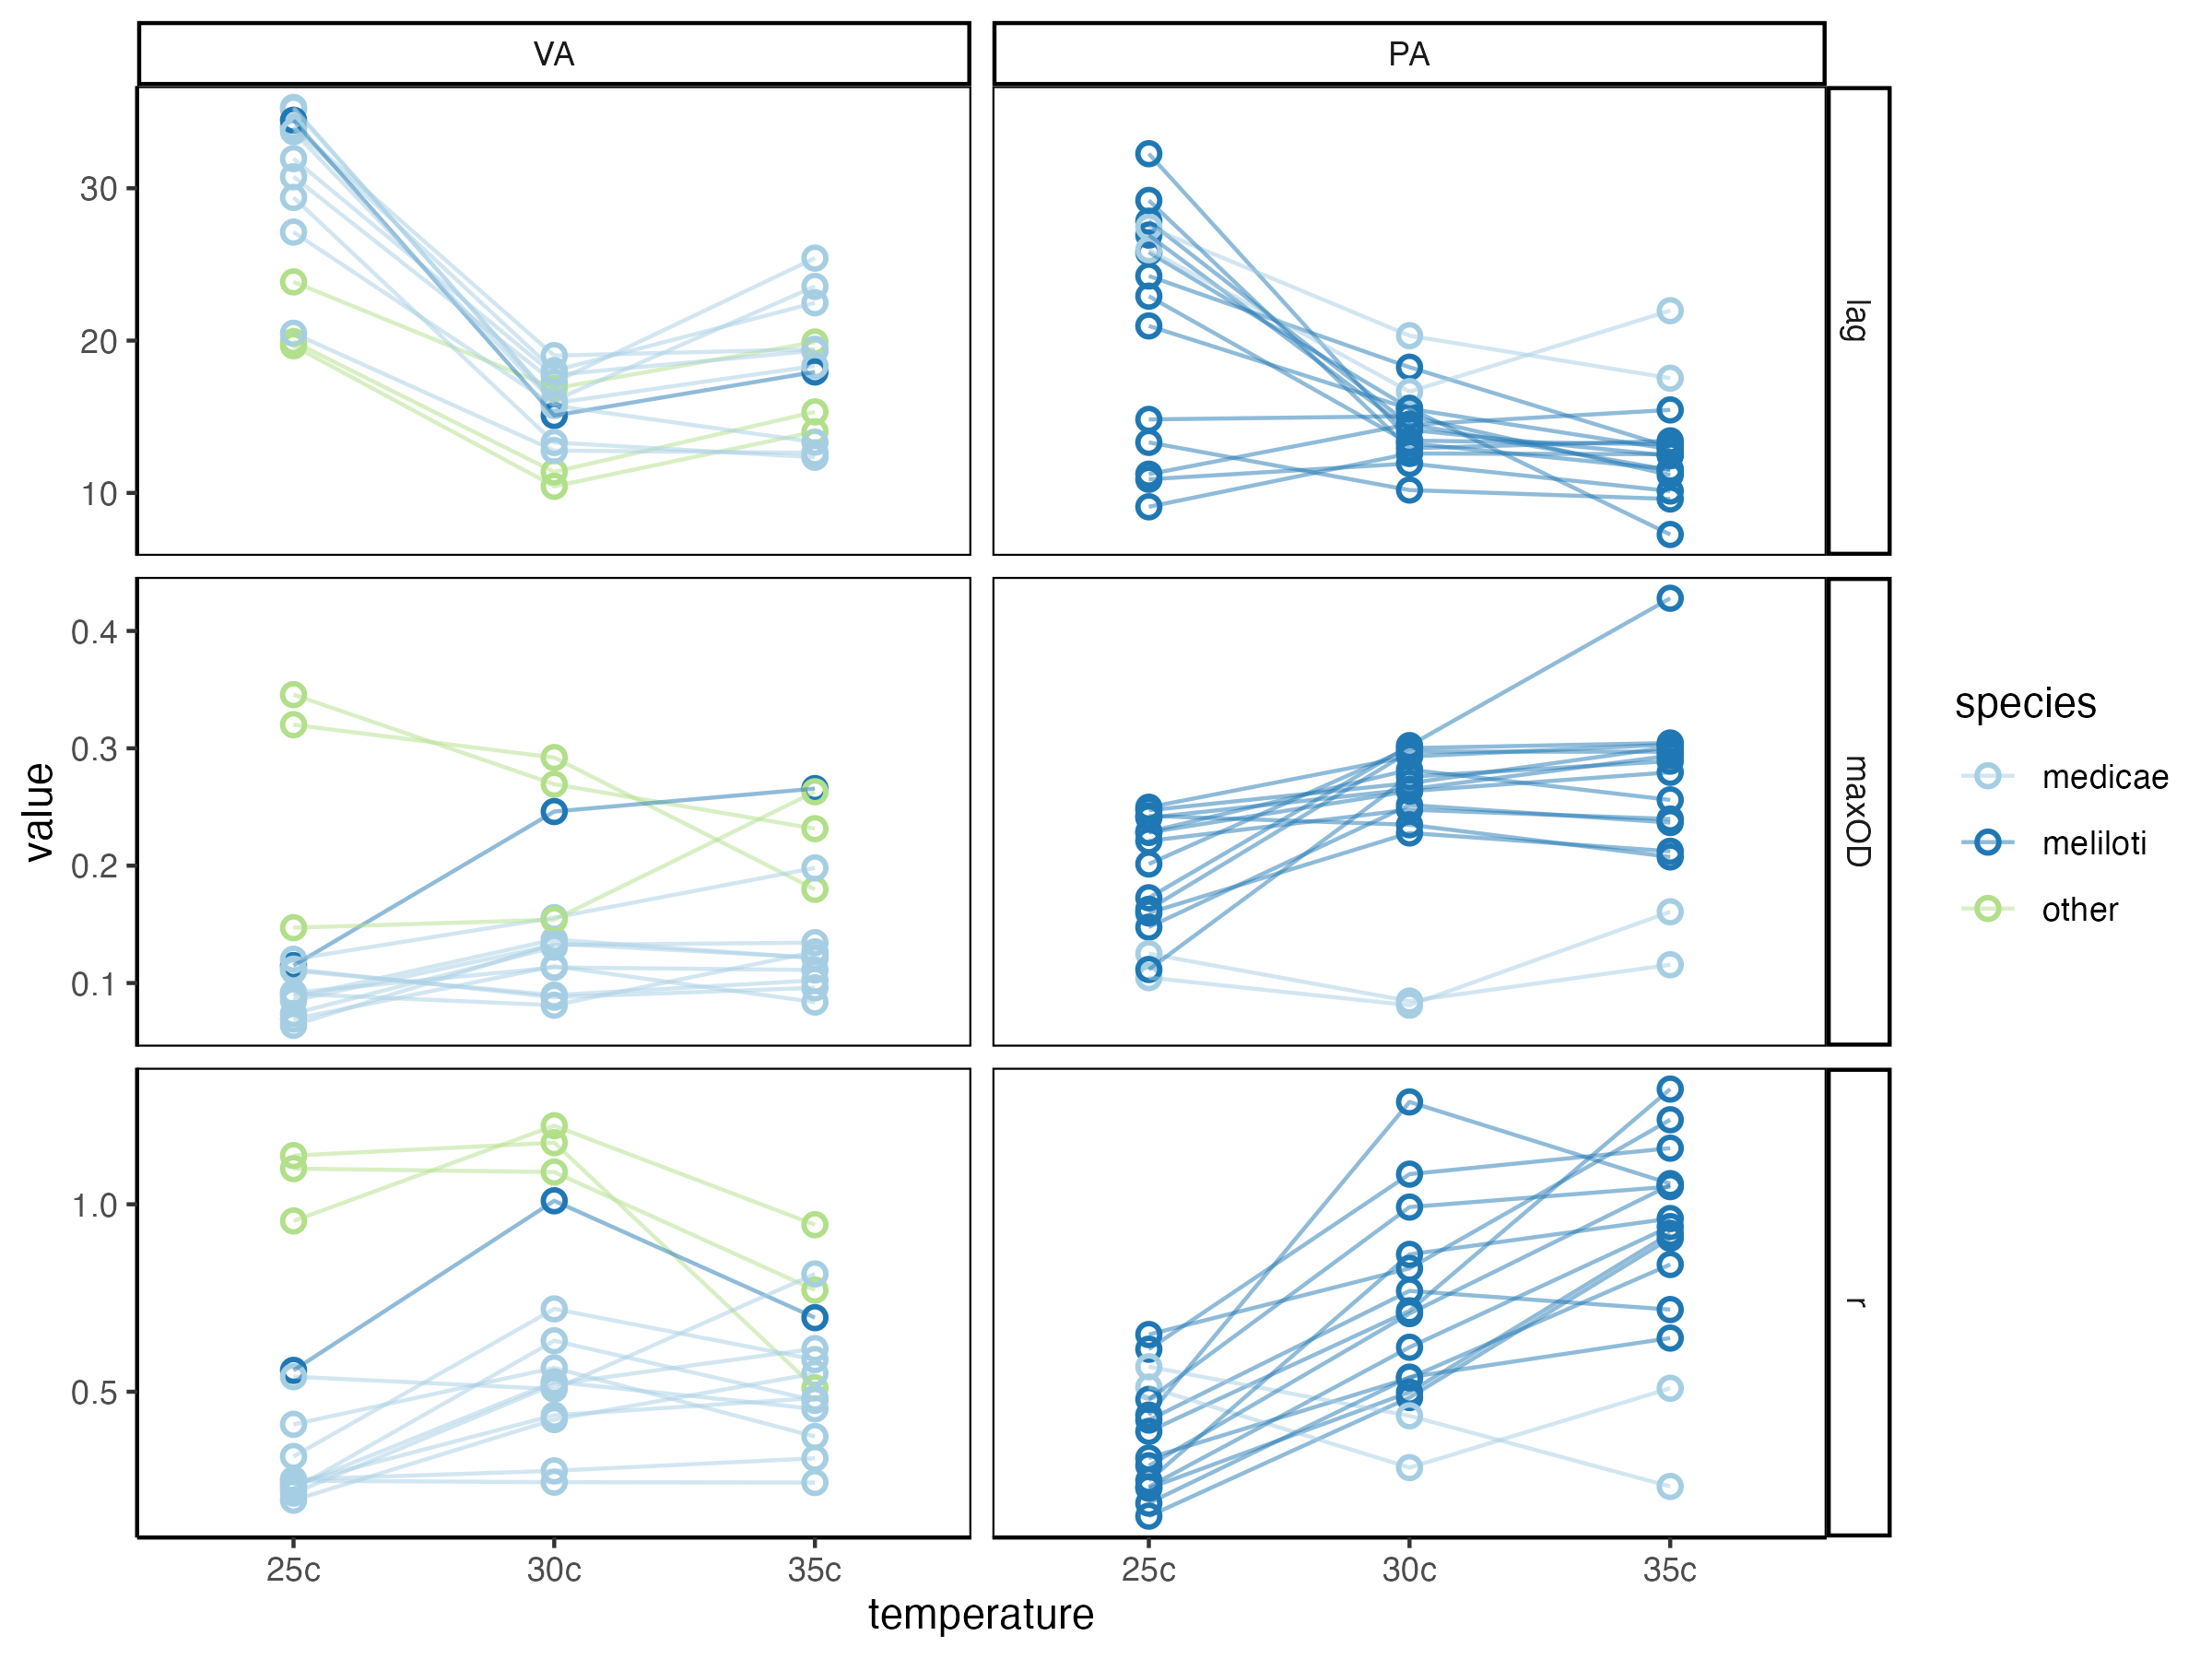 VA
PA
30
20
10
lag
0.4
0.3
0.2
0.1
maxOD
value
1.0
0.5
r
25c
30c
35c
25c
30c
35c
temperature
species
medicae
meliloti
other